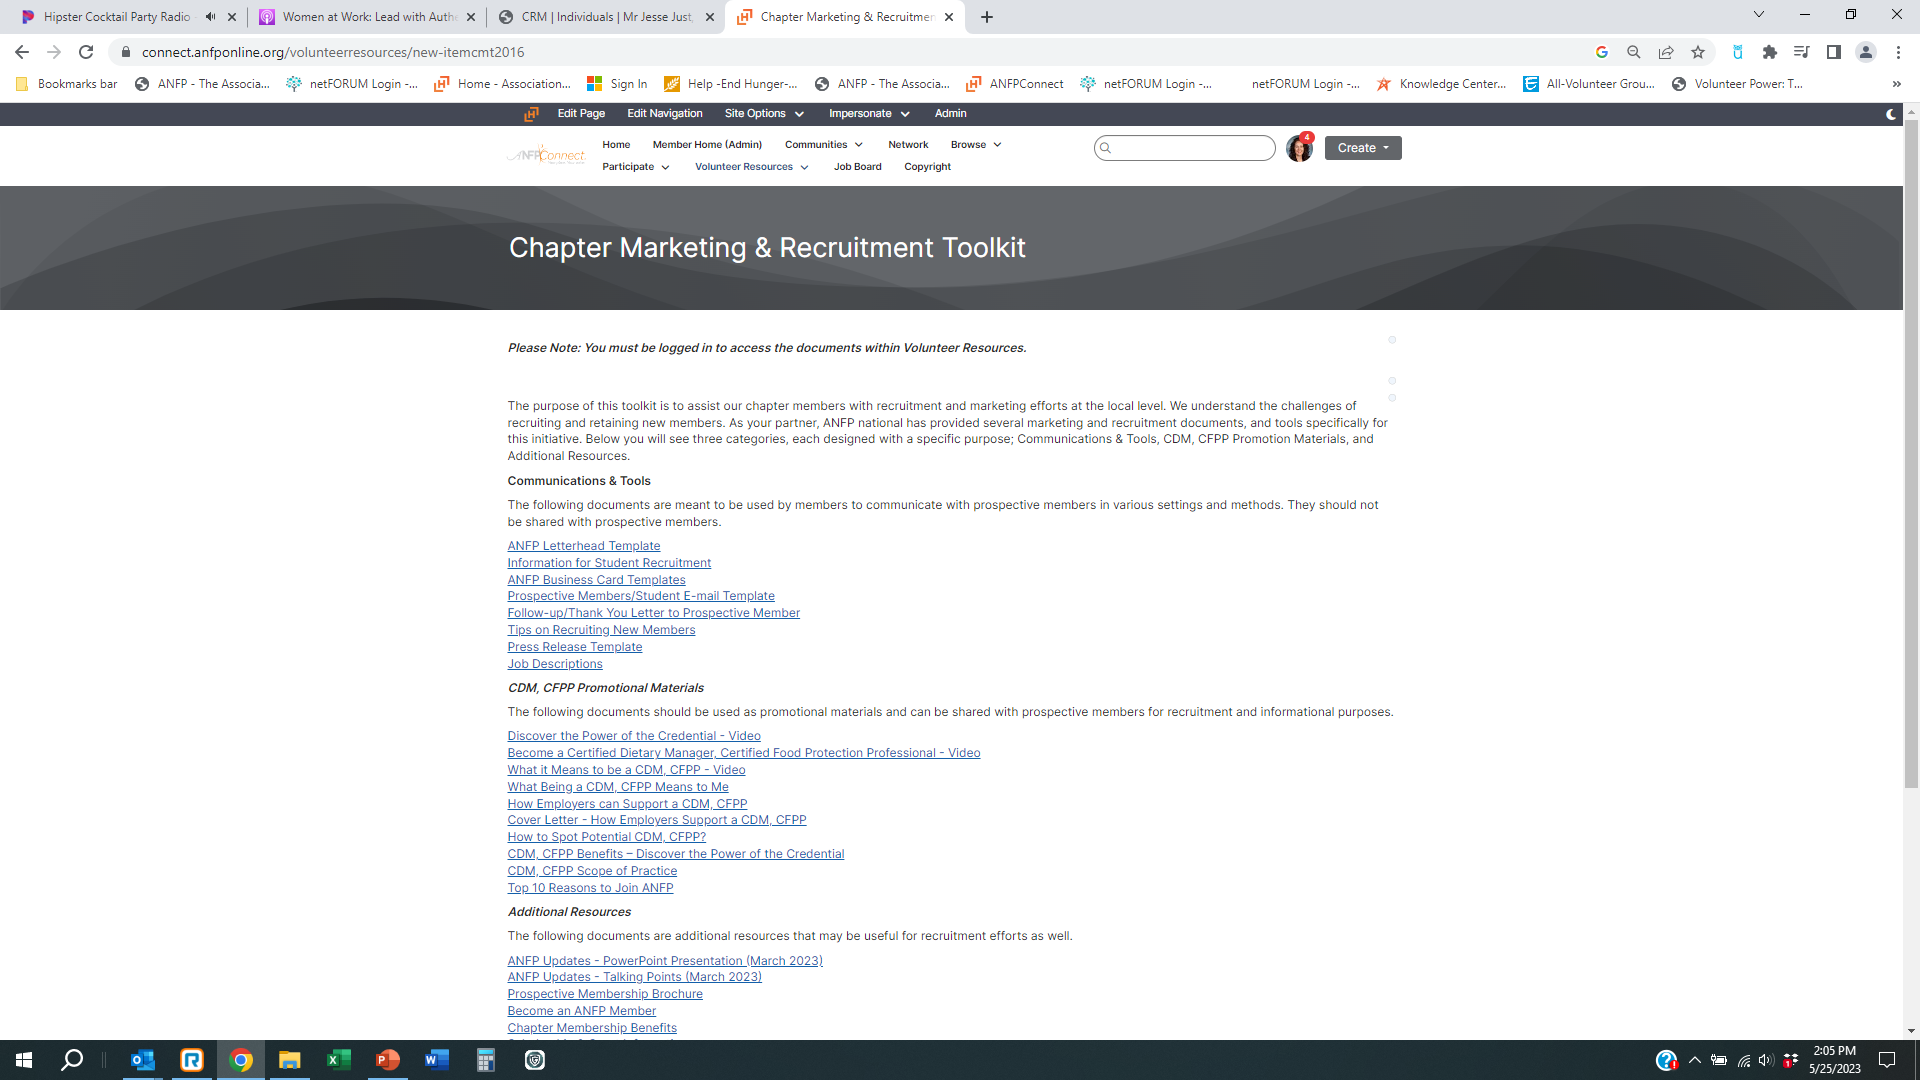 Hipster Cocktail Party Radio
Women at Work: Lead with Authe
CRM | Individuals | Mr Jesse Just,
Chapter Marketing & Recruitmen
connect.anfponline.org/volunteerresources/new-itemcmt2016
Bookmarks bar
ANFP - The Associa...
netFORUM Login -...
Home - Association...
Sign In
Help -End Hunger-...
ANFP - The Associa...
ANFPConnect
netFORUM Login -...
netFORUM Login -...
Knowledge Center...
All-Volunteer Grou...
Volunteer Power: T...
Edit Page
Edit Navigation
Site Options
Impersonate
Admin
ANFPConnect
Home
Member Home (Admin)
Communities
Network
Browse
4
Create
Participate
Volunteer Resources
Job Board
Copyright
Chapter Marketing & Recruitment Toolkit
Please Note: You must be logged in to access the documents within Volunteer Resources.
The purpose of this toolkit is to assist our chapter members with recruitment and marketing efforts at the local level. We understand the challenges of
recruiting and retaining new members. As your partner, ANFP national has provided several marketing and recruitment documents, and tools specifically for
this initiative. Below you will see three categories, each designed with a specific purpose; Communications & Tools, CDM, CFPP Promotion Materials, and
Additional Resources.
Communications & Tools
The following documents are meant to be used by members to communicate with prospective members in various settings and methods. They should not
be shared with prospective members.
ANFP Letterhead Template
Information for Student Recruitment
ANFP Business Card Templates
Prospective Members/Student E-mail Template
Follow-up/Thank You Letter to Prospective Member
Tips on Recruiting New Members
Press Release Template
Job Descriptions
CDM, CFPP Promotional Materials
The following documents should be used as promotional materials and can be shared with prospective members for recruitment and informational purposes.
Discover the Power of the Credential - Video
Become a Certified Dietary Manager, Certified Food Protection Professional - Video
What it Means to be a CDM, CFPP - Video
What Being a CDM, CFPP Means to Me
How Employers can Support a CDM, CFPP
Cover Letter - How Employers Support a CDM, CFPP
How to Spot Potential CDM, CFPP?
CDM, CFPP Benefits – Discover the Power of the Credential
CDM, CFPP Scope of Practice
Top 10 Reasons to Join ANFP
Additional Resources
The following documents are additional resources that may be useful for recruitment efforts as well.
ANFP Updates - PowerPoint Presentation (March 2023)
ANFP Updates - Talking Points (March 2023)
Prospective Membership Brochure
Become an ANFP Member
Chapter Membership Benefits
2:05 PM
5/25/2023